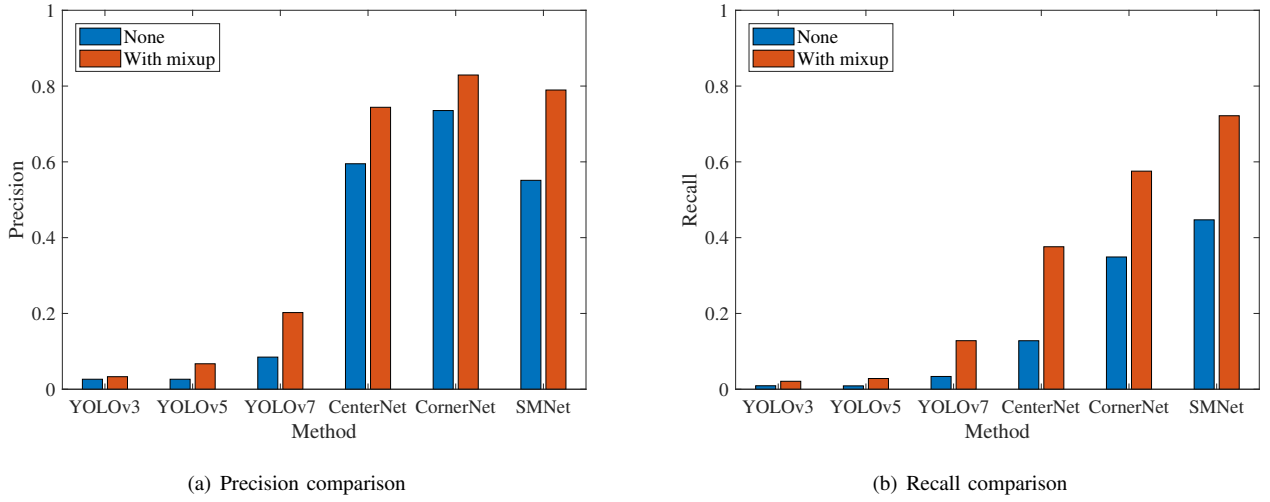 1
0.8
0.6
0.4
0.2
0
Precision
None
With mixup
YOLOv3 YOLOv5 YOLOv7 CenterNet CornerNet SMNet
Method
(a) Precision comparison
1
0.8
0.6
0.4
0.2
0
Recall
None
With mixup
YOLOv3 YOLOv5 YOLOv7 CenterNet CornerNet SMNet
Method
(b) Recall comparison